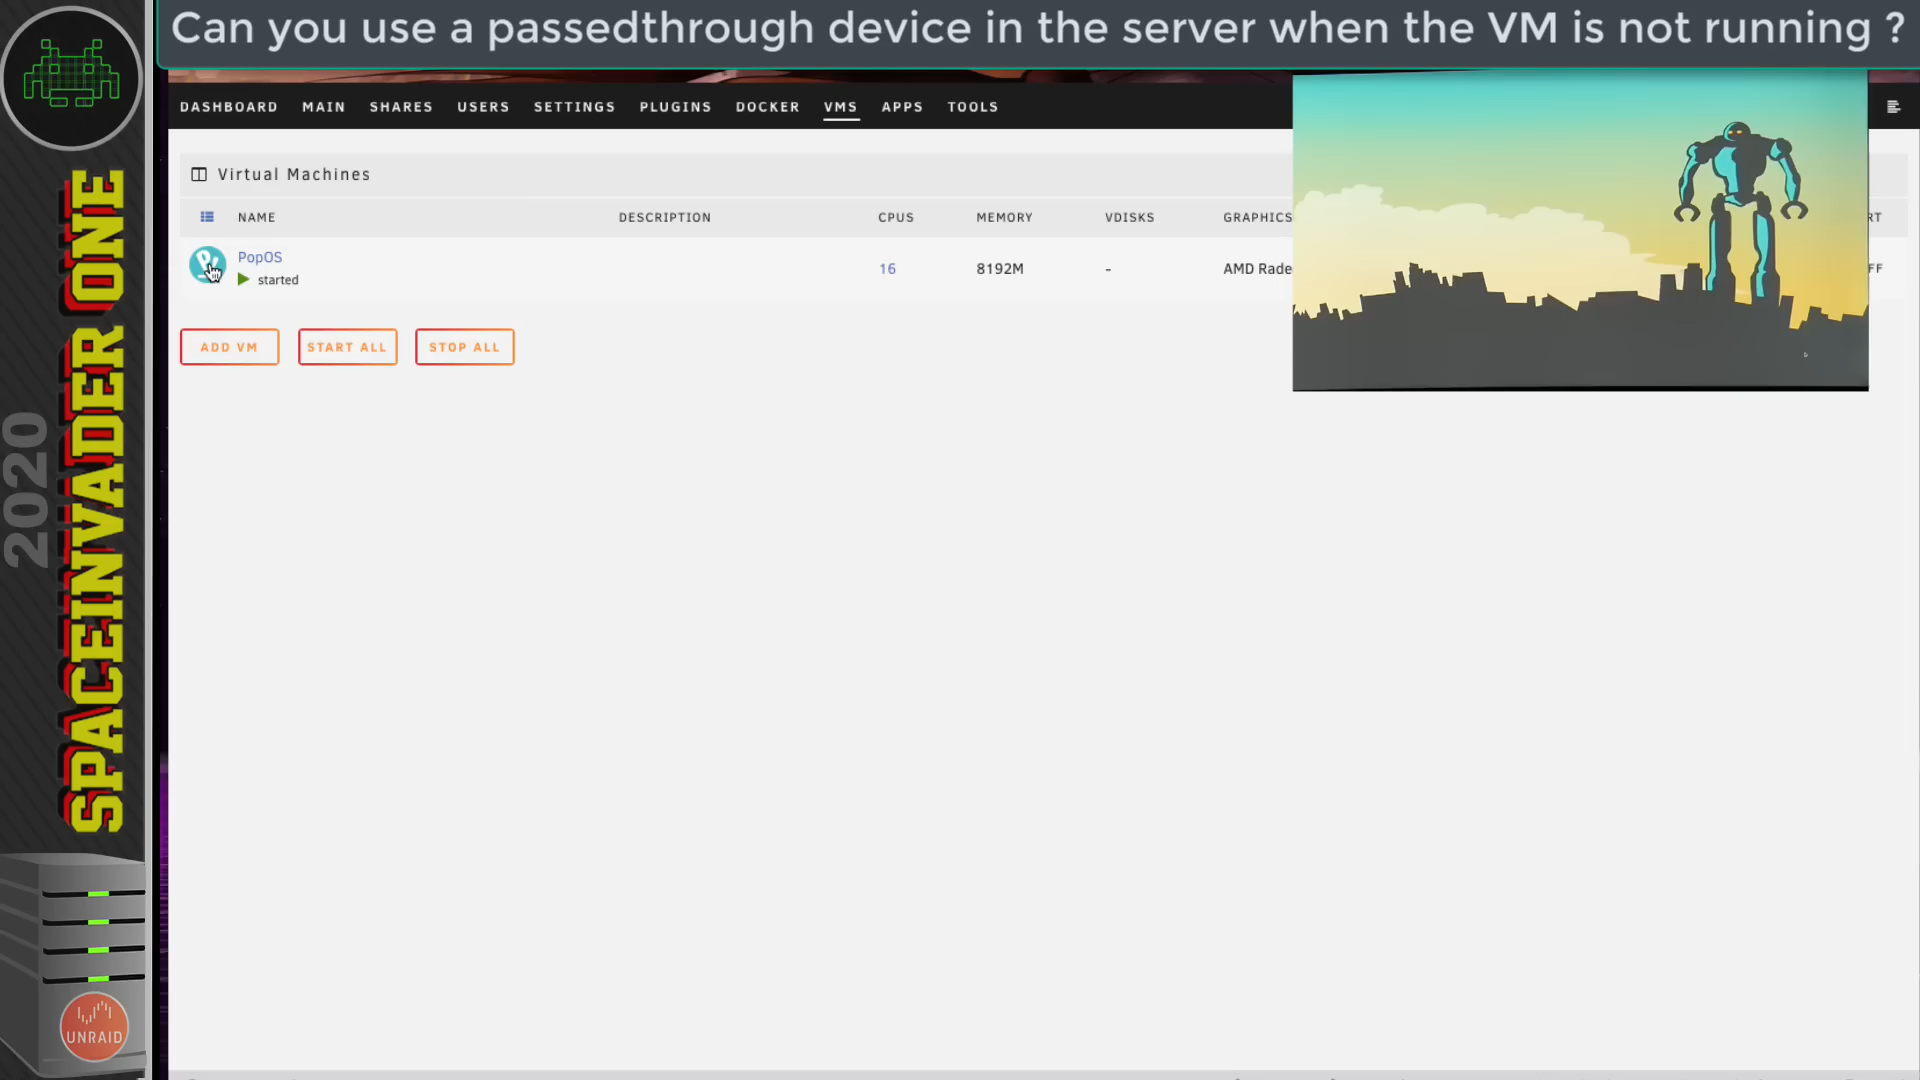 Can you use a passedthrough device in the server when the VM is not running ?
DASHBOARD MAIN SHARES USERS SETTINGS PLUGINS DOCKER VMS APPS TOOLS
Virtual Machines
NAME DESCRIPTION CPUS MEMORY VDISKS GRAPHICS RT
PopOS
started 16 8192M - AMD Rade FF
ADD VM START ALL STOP ALL
2020
SPACEINVADER ONE
UNRAID